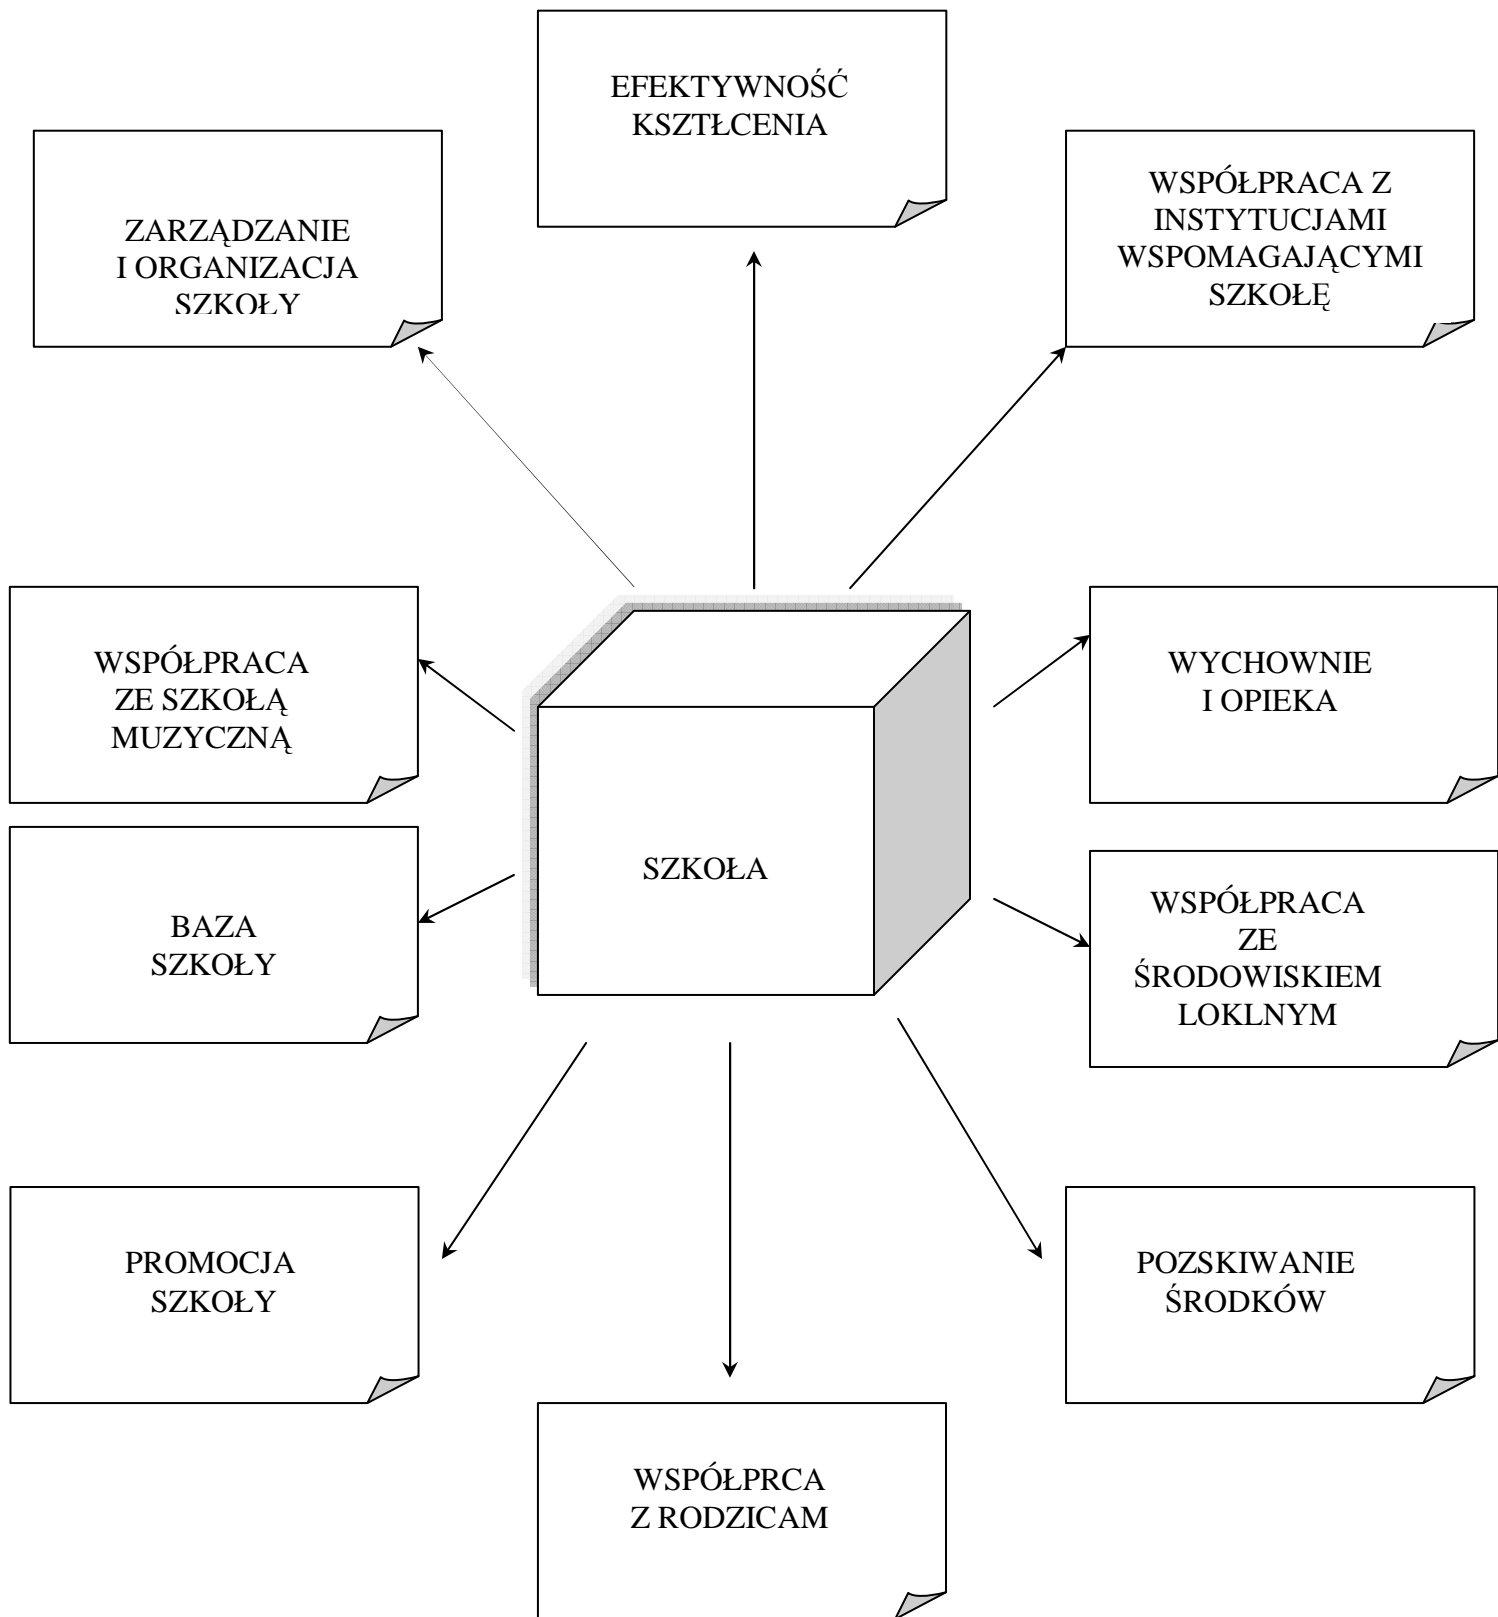 EFEKTYWNOŚĆ
KSZTŁCENIA
ZARZĄDZANIE
I ORGANIZACJA
SZKOŁY
WSPÓŁPRACA Z
INSTYTUCJAMI
WSPOMAGAJĄCYMI
SZKOŁĘ
WSPÓŁPRACA
ZE SZKOŁĄ
MUZYCZNĄ
WYCHOWNIE
I OPIEKA
SZKOŁA
BAZA
SZKOŁY
WSPÓŁPRACA
ZE
ŚRODOWISKIEM
LOKLNYM
PROMOCJA
SZKOŁY
POZSKIWANIE
ŚRODKÓW
WSPÓŁPRCA
Z RODZICAM